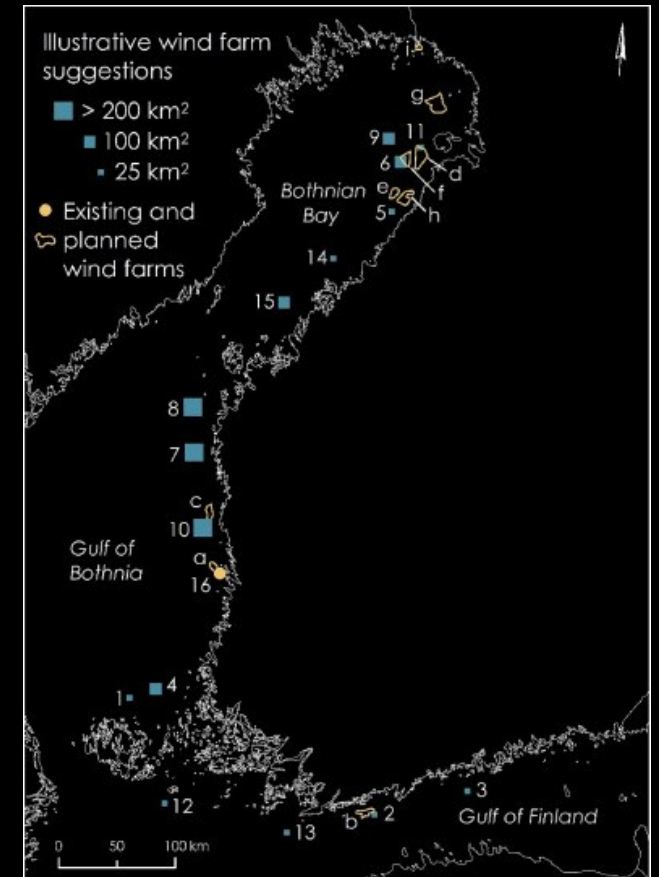 Illustrative wind farm
suggestions
> 200 km²
100 km²
25 km²
Existing and
planned
wind farms
i
g
9
11
6
d
f
e
h
5
Bothnian
Bay
14
15
8
7
c
10
Gulf of
Bothnia
a
16
1
4
12
13
b
2
3
Gulf of Finland
0 50 100 km